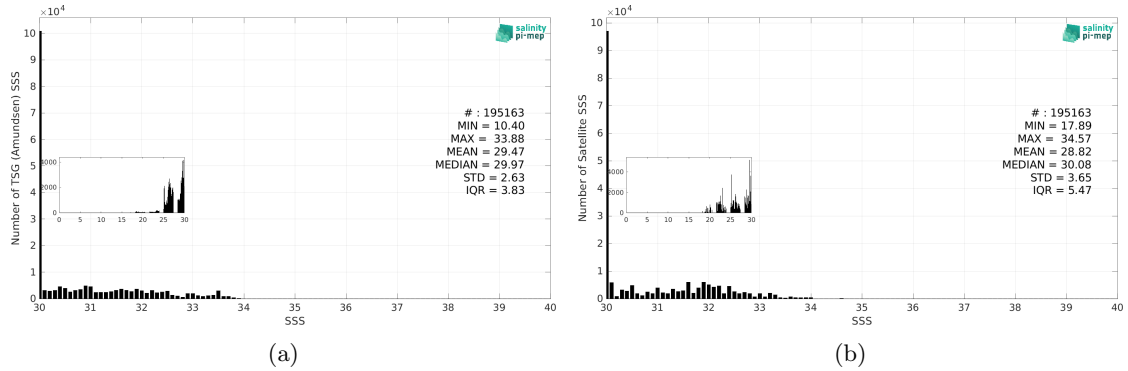 ×10⁴
salinity
pi-mep
10
9
8
7
6
5
4
3
2
1
0
Number of TSG (Amundsen) SSS
# : 195163
MIN = 10.40
MAX = 33.88
MEAN = 29.47
MEDIAN = 29.97
STD = 2.63
IQR = 3.83
4000
2000
0
0 5 10 15 20 25 30
30 31 32 33 34 35 36 37 38 39 40
SSS
(a)
×10⁴
salinity
pi-mep
10
9
8
7
6
5
4
3
2
1
0
Number of Satellite SSS
# : 195163
MIN = 17.89
MAX = 34.57
MEAN = 28.82
MEDIAN = 30.08
STD = 3.65
IQR = 5.47
4000
2000
0
0 5 10 15 20 25 30
30 31 32 33 34 35 36 37 38 39 40
SSS
(b)